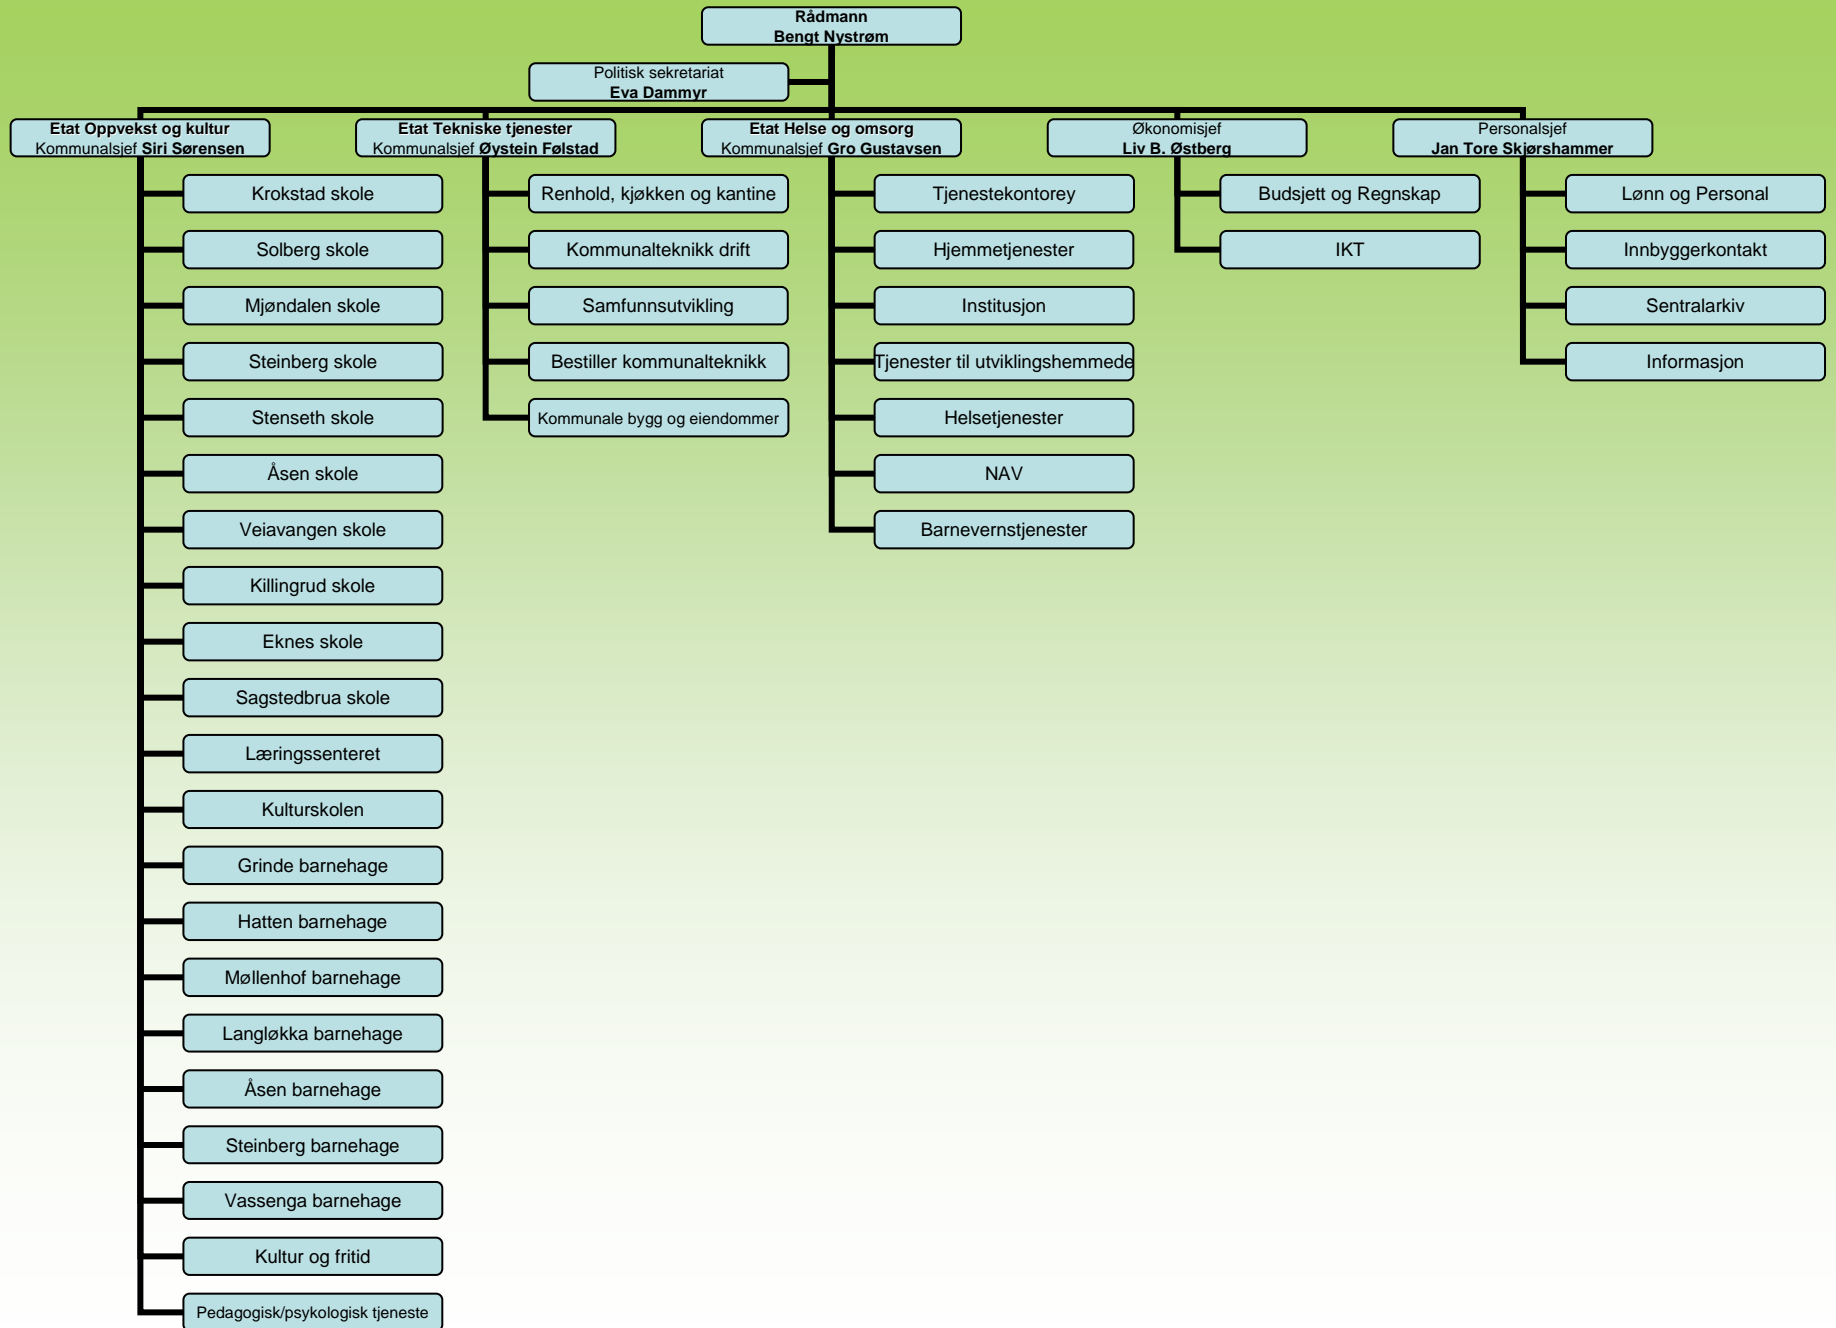 Rådmann
Bengt Nystrøm
Politisk sekretariat
Eva Dammyr
Etat Oppvekst og kultur
Kommunalsjef Siri Sørensen
Krokstad skole
Solberg skole
Mjøndalen skole
Steinberg skole
Stenseth skole
Åsen skole
Veiavangen skole
Killingrud skole
Eknes skole
Sagstedbrua skole
Læringssenteret
Kulturskolen
Grinde barnehage
Hatten barnehage
Møllenhof barnehage
Langløkka barnehage
Åsen barnehage
Steinberg barnehage
Vassenga barnehage
Kultur og fritid
Pedagogisk/psykologisk tjeneste
Etat Tekniske tjenester
Kommunalsjef Øystein Følstad
Renhold, kjøkken og kantine
Kommunalteknikk drift
Samfunnsutvikling
Bestiller kommunalteknikk
Kommunale bygg og eiendommer
Etat Helse og omsorg
Kommunalsjef Gro Gustavsen
Tjenestekontorey
Hjemmetjenester
Institusjon
Tjenester til utviklingshemmede
Helsetjenester
NAV
Barnevernstjenester
Økonomisjef
Liv B. Østberg
Budsjett og Regnskap
IKT
Personalsjef
Jan Tore Skjørshammer
Lønn og Personal
Innbyggerkontakt
Sentralarkiv
Informasjon